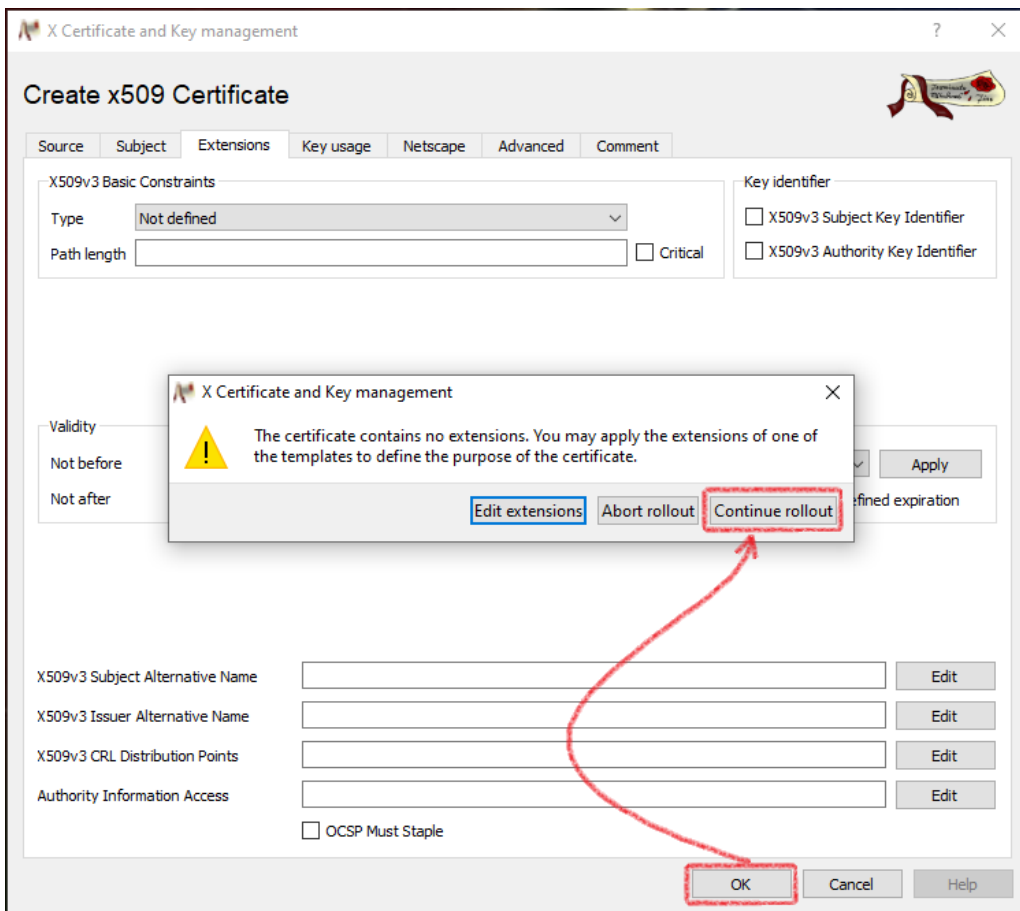 X Certificate and Key management
?
Create x509 Certificate
Source Subject Extensions Key usage Netscape Advanced Comment
X509v3 Basic Constraints
Type Not defined
Path length
Critical
Key identifier
X509v3 Subject Key Identifier
X509v3 Authority Key Identifier
X Certificate and Key management
The certificate contains no extensions. You may apply the extensions of one of
the templates to define the purpose of the certificate.
Edit extensions Abort rollout Continue rollout
Validity
Not before
Apply
Not after
efined expiration
X509v3 Subject Alternative Name Edit
X509v3 Issuer Alternative Name Edit
X509v3 CRL Distribution Points Edit
Authority Information Access Edit
OCSP Must Staple
OK Cancel Help